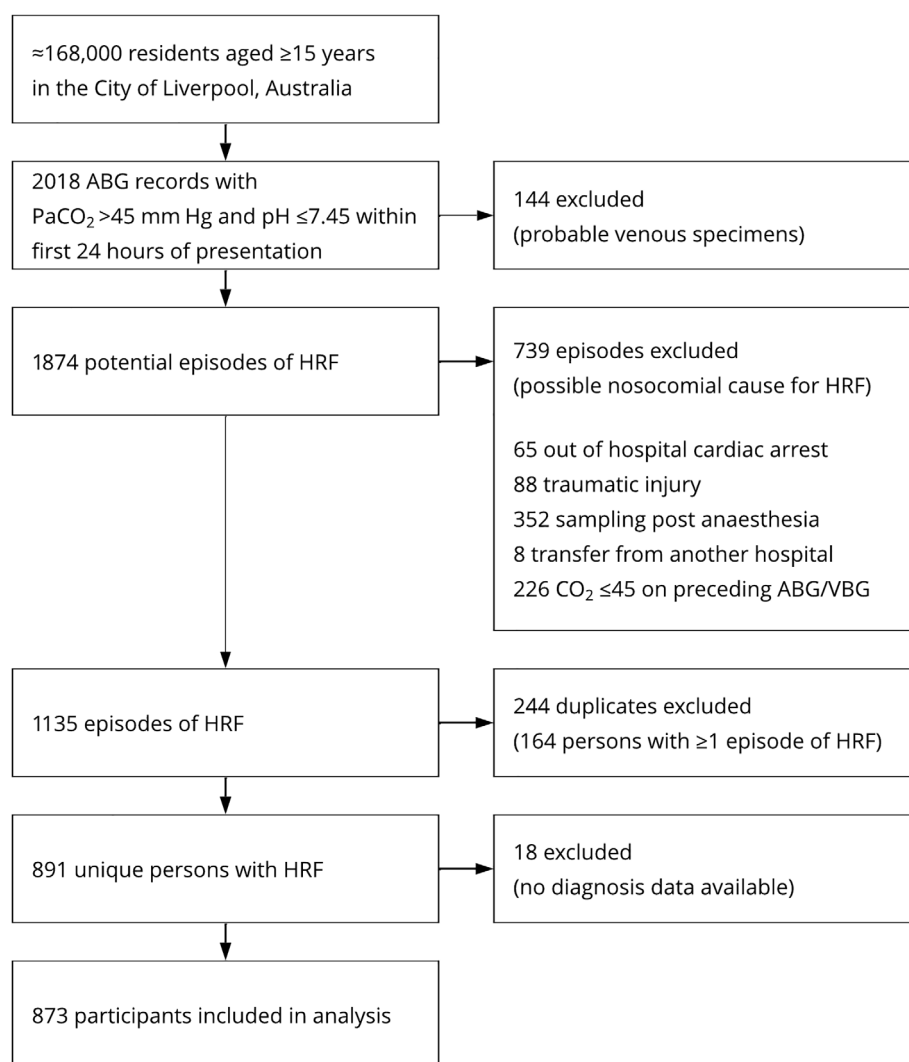 ≈168,000 residents aged ≥15 years
in the City of Liverpool, Australia
2018 ABG records with
PaCO₂ >45 mm Hg and pH ≤7.45 within
first 24 hours of presentation
144 excluded
(probable venous specimens)
1874 potential episodes of HRF
739 episodes excluded
(possible nosocomial cause for HRF)
65 out of hospital cardiac arrest
88 traumatic injury
352 sampling post anaesthesia
8 transfer from another hospital
226 CO₂ ≤45 on preceding ABG/VBG
1135 episodes of HRF
244 duplicates excluded
(164 persons with ≥1 episode of HRF)
891 unique persons with HRF
18 excluded
(no diagnosis data available)
873 participants included in analysis